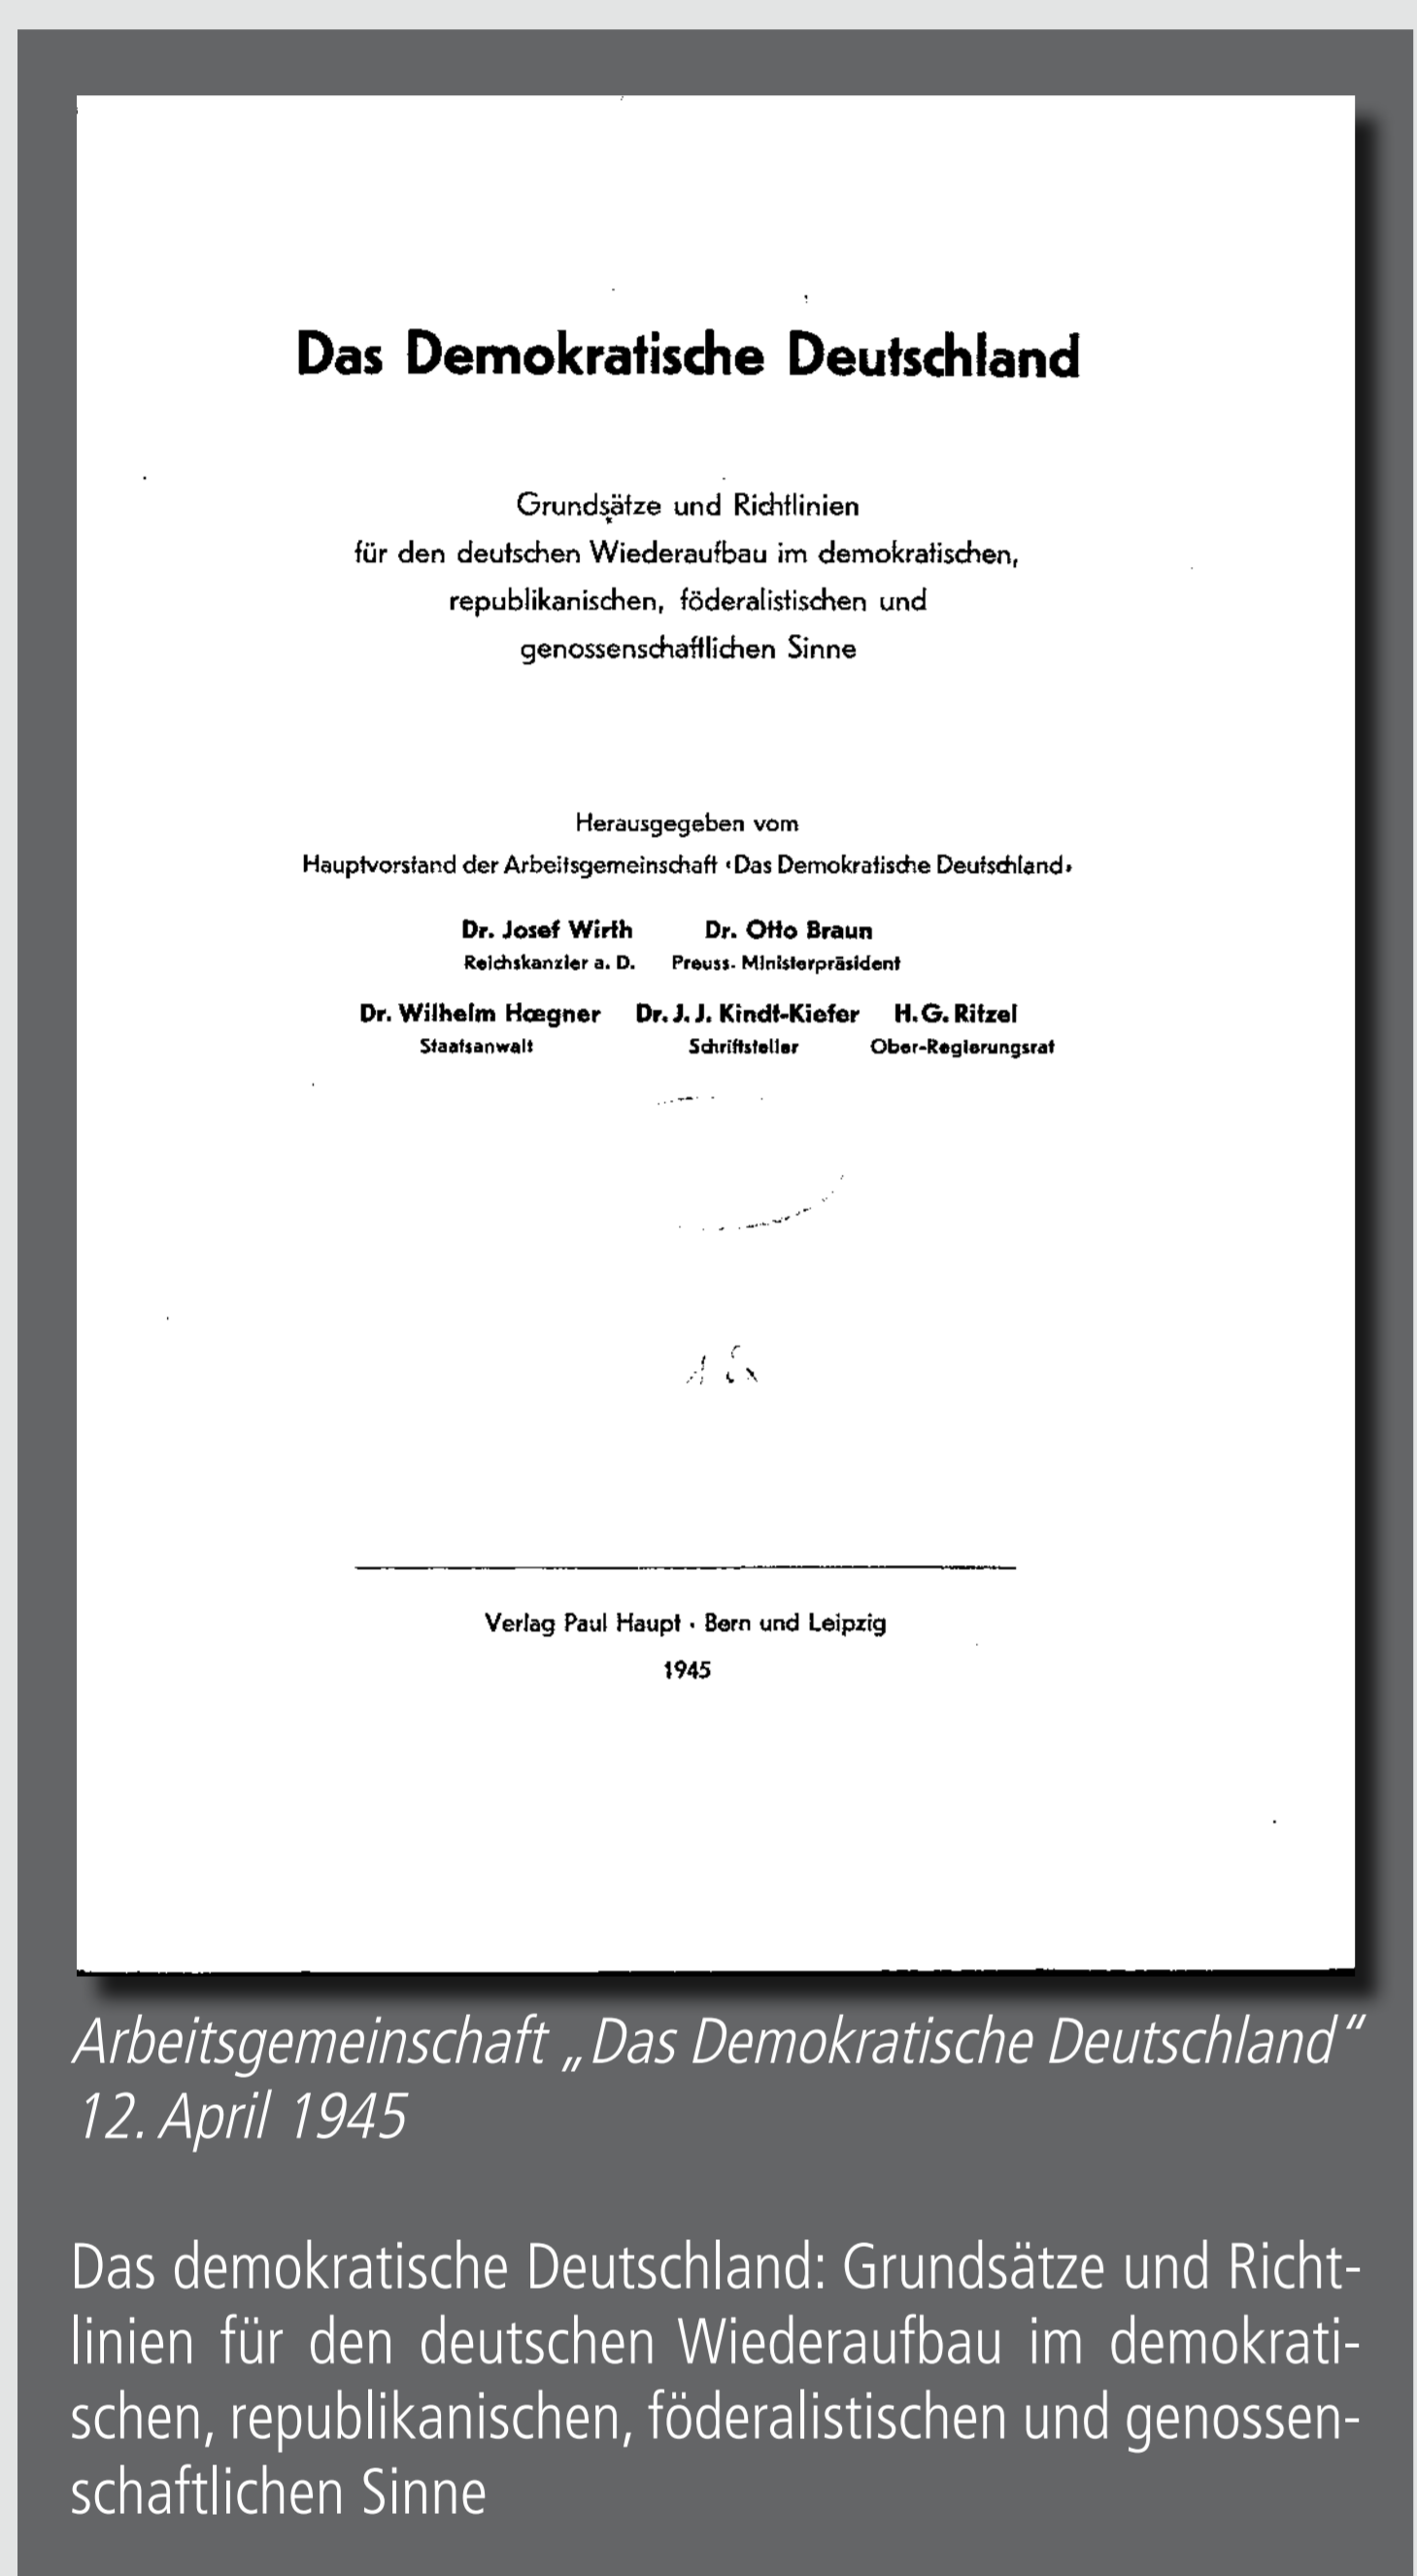 Das Demokratische Deutschland
Grundsätze und Richtlinien
für den deutschen Wiederaufbau im demokratischen,
republikanischen, föderalistischen und
genossenschaftlichen Sinne
Herausgegeben vom
Hauptvorstand der Arbeitsgemeinschaft ‹Das Demokratische Deutschland›
Dr. Josef Wirth Dr. Otto Braun
Reichskanzler a. D. Preuss. Ministerpräsident
Dr. Wilhelm Hœgner Dr. J. J. Kindt-Kiefer H. G. Ritzel
Staatsanwalt Schriftsteller Ober-Regierungsrat
Verlag Paul Haupt · Bern und Leipzig
1945
Arbeitsgemeinschaft „Das Demokratische Deutschland“
12. April 1945
Das demokratische Deutschland: Grundsätze und Richt-
linien für den deutschen Wiederaufbau im demokrati-
schen, republikanischen, föderalistischen und genossen-
schaftlichen Sinne